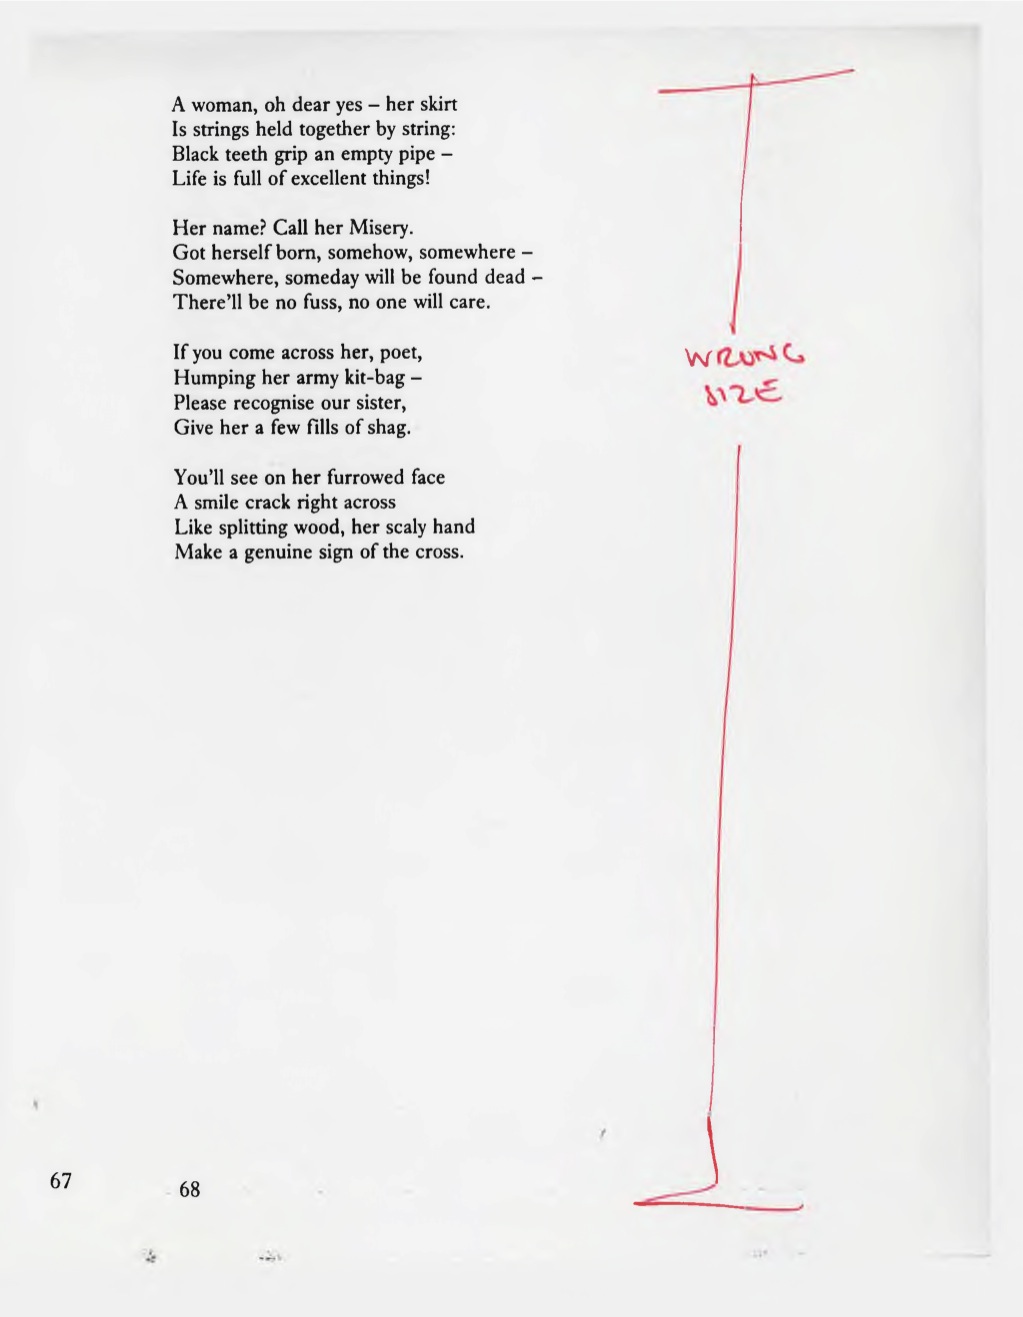 A woman, oh dear yes – her skirt
Is strings held together by string:
Black teeth grip an empty pipe –
Life is full of excellent things!

Her name? Call her Misery.
Got herself born, somehow, somewhere –
Somewhere, someday will be found dead –
There'll be no fuss, no one will care.

If you come across her, poet,
Humping her army kit-bag –
Please recognise our sister,
Give her a few fills of shag.

You'll see on her furrowed face
A smile crack right across
Like splitting wood, her scaly hand
Make a genuine sign of the cross.

WRONG
SIZE

67
68